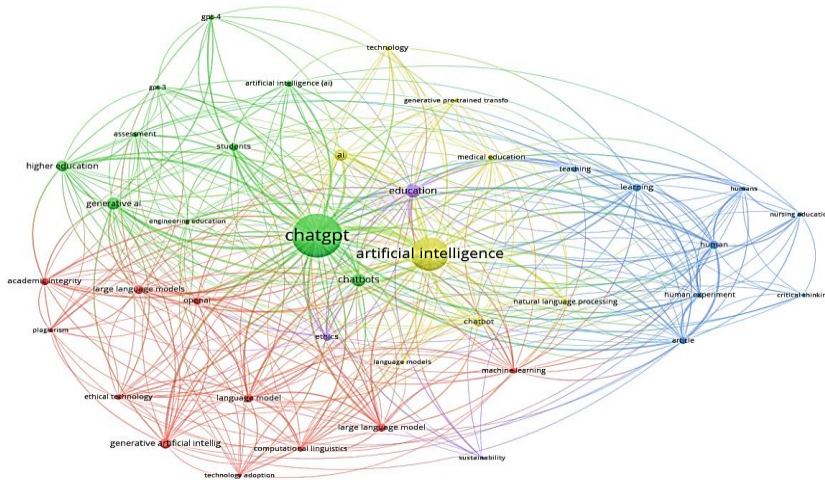 gpt-4
technology
gpt-3
artificial intelligence (ai)
generative pre-trained transfo
assessment
students
ai
medical education
higher education
teaching
education
learning
humans
generative ai
engineering education
nursing educatio
chatgpt
artificial intelligence
human
academic integrity
large language models
chatbots
openai
natural language processing
human experiment
critical thinkin
plagiarism
ethics
chatbot
article
language models
machine learning
ethical technology
language model
large language model
generative artificial intellig
computational linguistics
sustainability
technology adoption